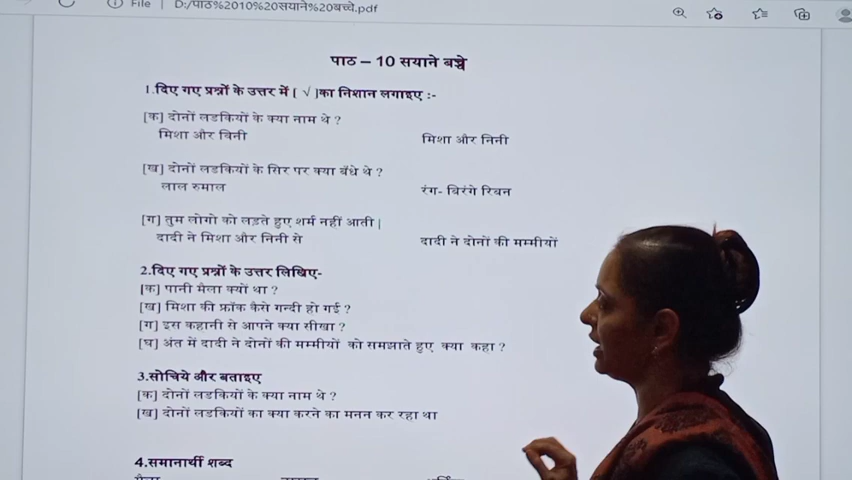 File D:/पाठ%2010%20सयाने%20बच्चे.pdf
पाठ – 10 सयाने बच्चे
1.दिए गए प्रश्नों के उत्तर में [ √ ]का निशान लगाइए :-
[क] दोनों लडकियों के क्या नाम थे ?
मिशा और विनी मिशा और निनी
[ख] दोनों लडकियों के सिर पर क्या बँधे थे ?
लाल रुमाल रंग- बिरंगे रिबन
[ग] तुम लोगो को लड़ते हुए शर्म नहीं आती |
दादी ने मिशा और निनी से दादी ने दोनों की मम्मीयों
2.दिए गए प्रश्नों के उत्तर लिखिए-
[क] पानी मैला क्यों था ?
[ख] मिशा की फ्रॉक कैसे गन्दी हो गई ?
[ग] इस कहानी से आपने क्या सीखा ?
[घ] अंत में दादी ने दोनों की मम्मीयों को समझाते हुए क्या कहा ?
3.सोचिये और बताइए
[क] दोनों लडकियों के क्या नाम थे ?
[ख] दोनों लडकियों का क्या करने का मनन कर रहा था
4.समानार्थी शब्द